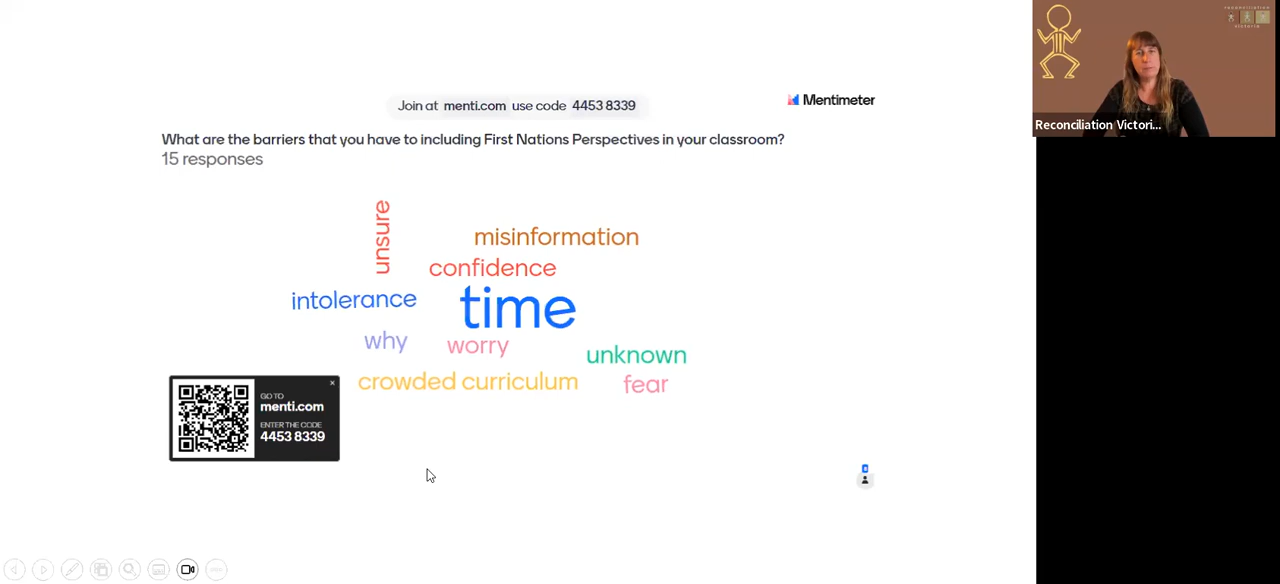 Join at menti.com use code 4453 8339
Mentimeter
What are the barriers that you have to including First Nations Perspectives in your classroom?
15 responses
unsure
misinformation
confidence
intolerance
time
why
worry
unknown
crowded curriculum
fear
GO TO
menti.com
ENTER THE CODE
4453 8339
reconciliation
victoria
Reconciliation Victori...